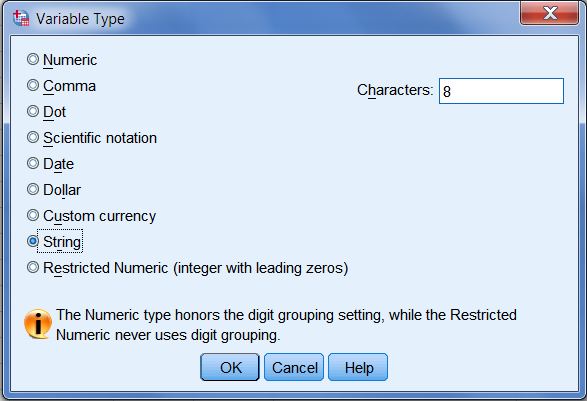 Variable Type
Numeric
Comma
Characters: 8
Dot
Scientific notation
Date
Dollar
Custom currency
String
Restricted Numeric (integer with leading zeros)
The Numeric type honors the digit grouping setting, while the Restricted
Numeric never uses digit grouping.
OK Cancel Help